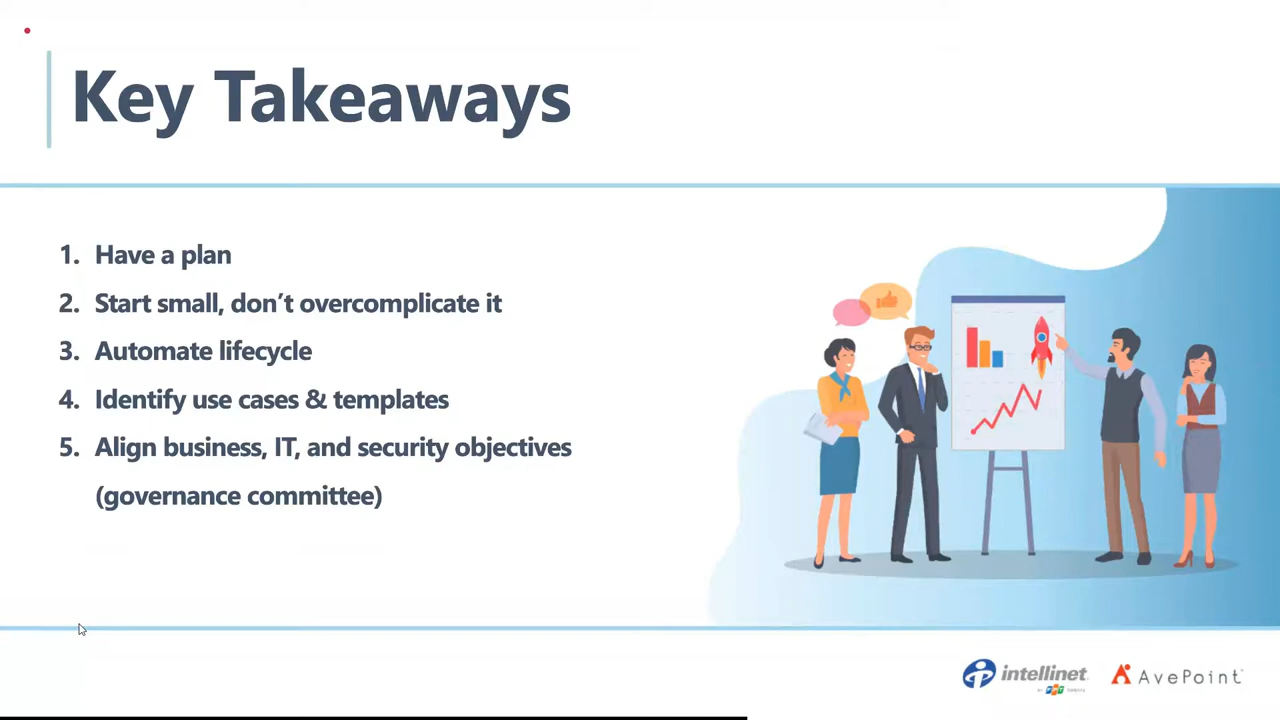 Key Takeaways
1. Have a plan
2. Start small, don’t overcomplicate it
3. Automate lifecycle
4. Identify use cases & templates
5. Align business, IT, and security objectives
(governance committee)
intellinet
AvePoint